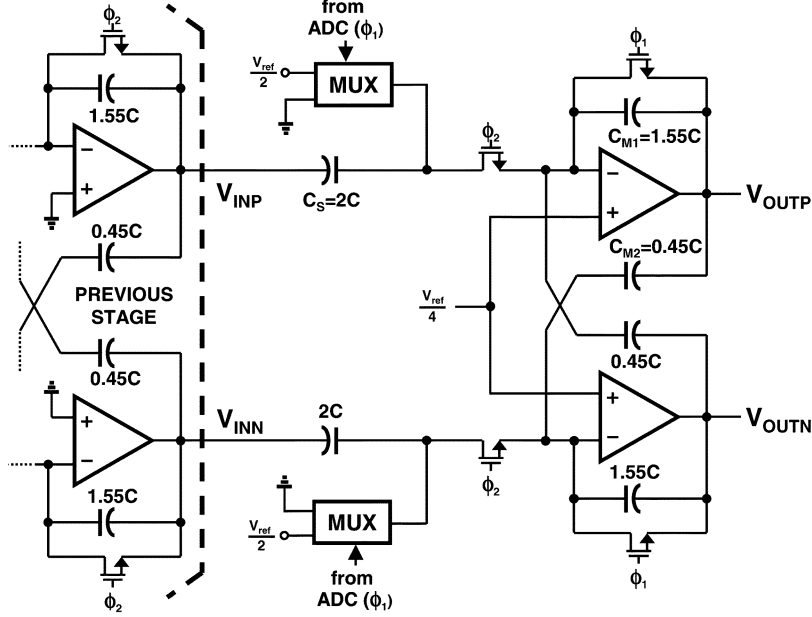 ϕ2
1.55C
−
+
0.45C
PREVIOUS
STAGE
0.45C
+
−
1.55C
ϕ2
from
ADC (ϕ1)
Vref
2
MUX
VINP
CS=2C
ϕ2
ϕ1
CM1=1.55C
−
+
VOUTP
CM2=0.45C
Vref
4
0.45C
+
−
VOUTN
1.55C
ϕ1
VINN
2C
ϕ2
MUX
Vref
2
from
ADC (ϕ1)